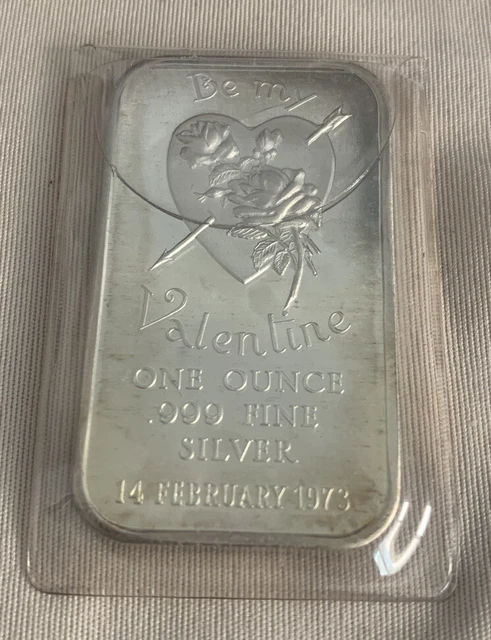 Be my
Valentine
ONE OUNCE
.999 FINE
SILVER
14 FEBRUARY 1973